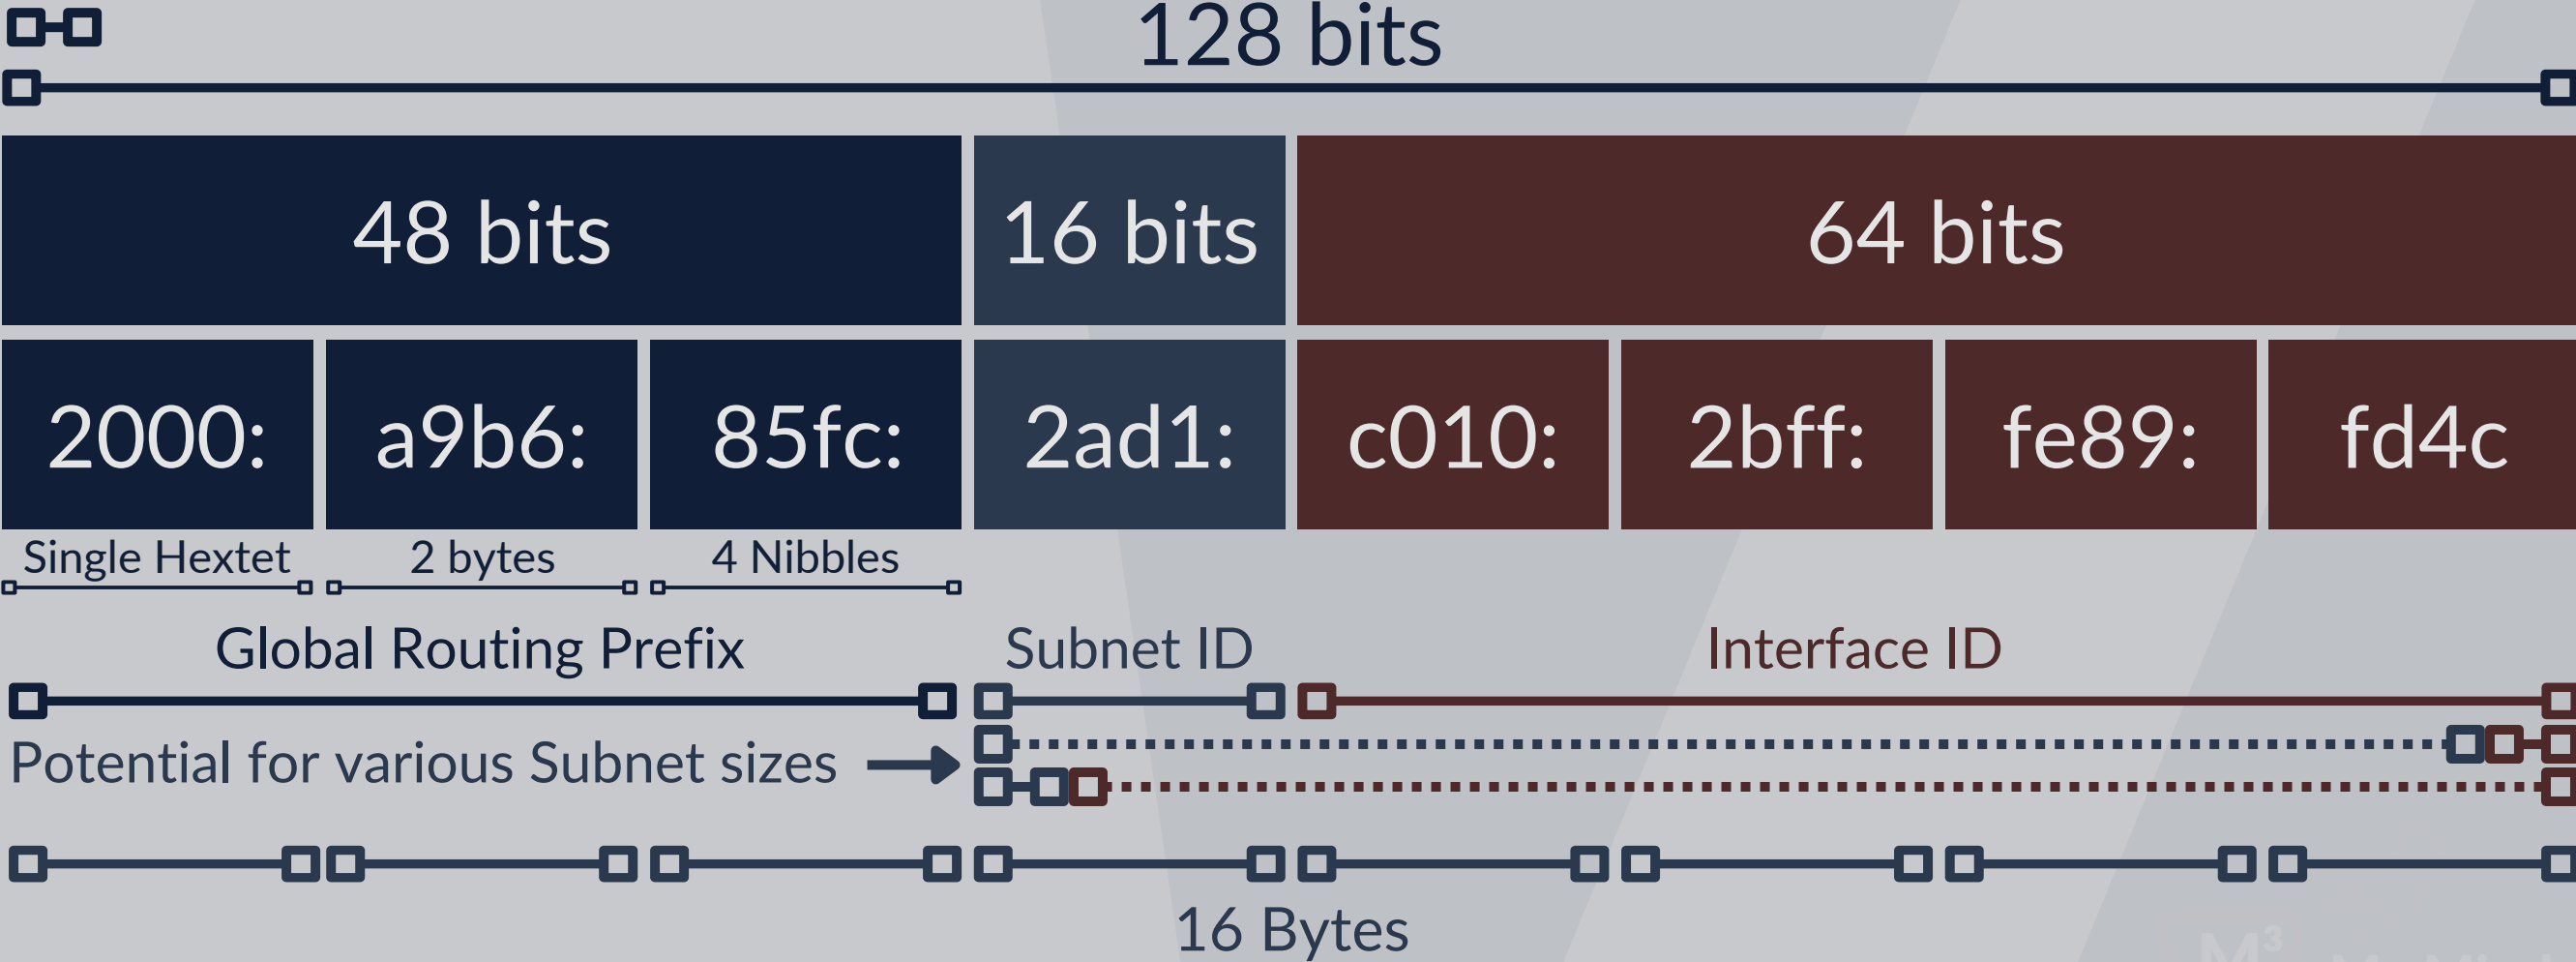 128 bits
48 bits 16 bits 64 bits
2000: a9b6: 85fc: 2ad1: c010: 2bff: fe89: fd4c
Single Hextet 2 bytes 4 Nibbles
Global Routing Prefix Subnet ID Interface ID
Potential for various Subnet sizes
16 Bytes
M³